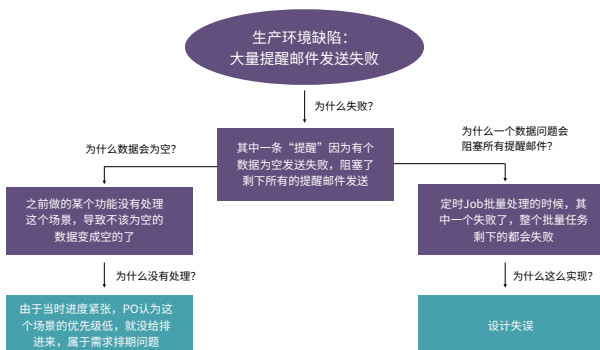 生产环境缺陷：
大量提醒邮件发送失败
为什么失败?
为什么数据会为空?
其中一条“提醒”因为有个
数据为空发送失败，阻塞了
剩下所有的提醒邮件发送
为什么一个数据问题会
阻塞所有提醒邮件?
之前做的某个功能没有处理
这个场景，导致不该为空的
数据变成空的了
定时Job批量处理的时候，其
中一个失败了，整个批量任务
剩下的都会失败
为什么没有处理?
为什么这么实现?
由于当时进度紧张，PO认为这
个场景的优先级低，就没给排
进来，属于需求排期问题
设计失误